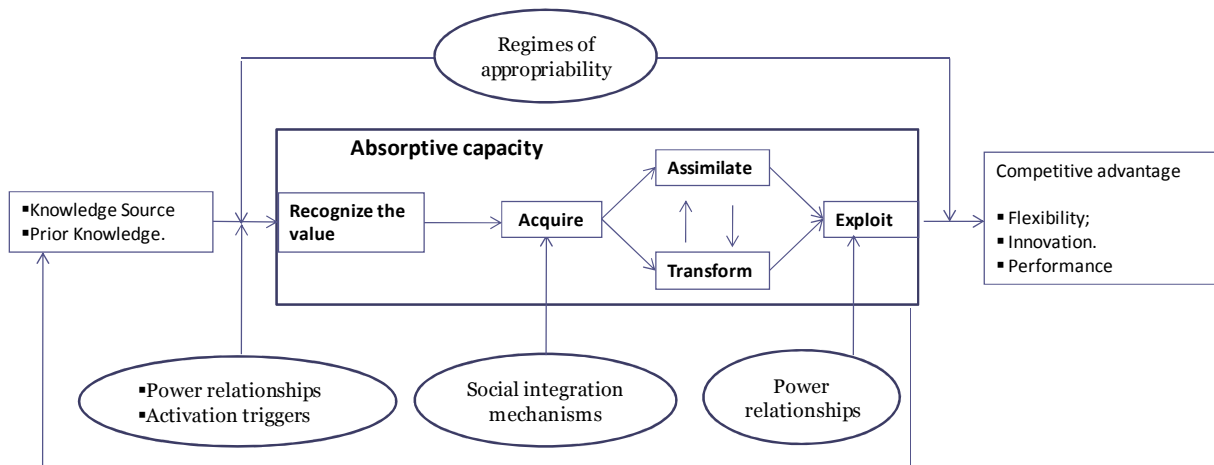 Regimes of
appropriability
Absorptive capacity
▪Knowledge Source
▪Prior Knowledge.
Recognize the
value
Acquire
Assimilate
Transform
Exploit
Competitive advantage
▪ Flexibility;
▪ Innovation.
▪ Performance
▪Power relationships
▪Activation triggers
Social integration
mechanisms
Power
relationships